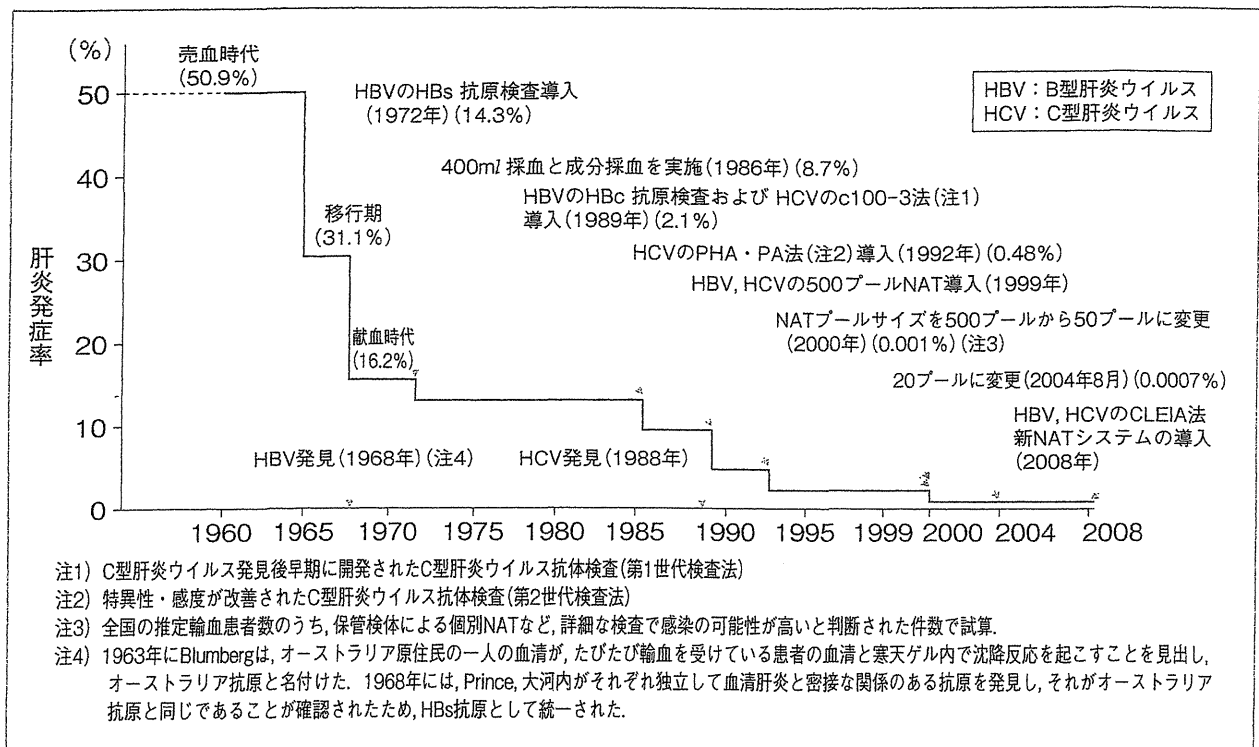 (%)
売血時代
(50.9%)
HBVのHBs 抗原検査導入
(1972年)(14.3%)
HBV:B型肝炎ウイルス
HCV:C型肝炎ウイルス
400ml 採血と成分採血を実施(1986年)(8.7%)
HBVのHBc 抗原検査および HCVのc100-3法(注1)
導入(1989年)(2.1%)
移行期
(31.1%)
HCVのPHA・PA法(注2)導入(1992年)(0.48%)
HBV, HCVの500プールNAT導入(1999年)
NATプールサイズを500プールから50プールに変更
(2000年)(0.001%)(注3)
献血時代
(16.2%)
20プールに変更(2004年8月)(0.0007%)
HBV, HCVのCLEIA法
新NATシステムの導入
(2008年)
HBV発見(1968年)(注4)
HCV発見(1988年)
肝炎発症率
50
40
30
20
10
0
1960 1965 1970 1975 1980 1985 1990 1995 1999 2000 2004 2008
注1) C型肝炎ウイルス発見後早期に開発されたC型肝炎ウイルス抗体検査(第1世代検査法)
注2) 特異性・感度が改善されたC型肝炎ウイルス抗体検査(第2世代検査法)
注3) 全国の推定輸血患者数のうち, 保管検体による個別NATなど, 詳細な検査で感染の可能性が高いと判断された件数で試算.
注4) 1963年にBlumbergは, オーストラリア原住民の一人の血清が, たびたび輸血を受けている患者の血清と寒天ゲル内で沈降反応を起こすことを見出し,
オーストラリア抗原と名付けた. 1968年には, Prince, 大河内がそれぞれ独立して血清肝炎と密接な関係のある抗原を発見し, それがオーストラリア
抗原と同じであることが確認されたため, HBs抗原として統一された.